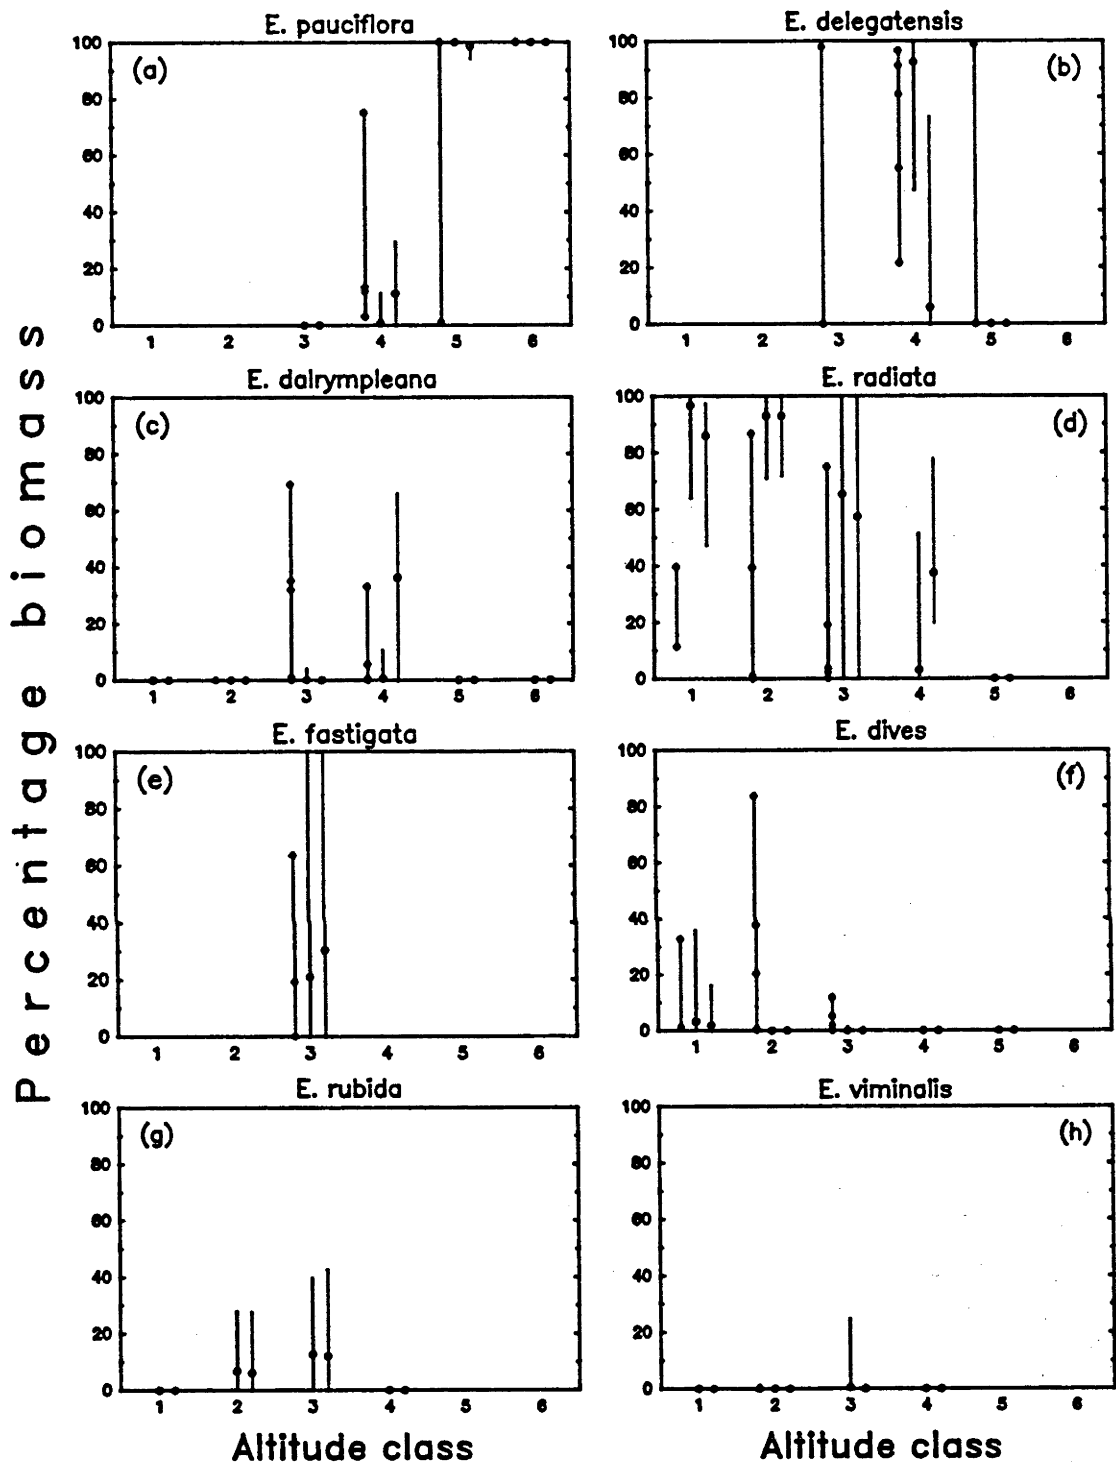 E. pauciflora
(a)
100
80
60
40
20
0
1 2 3 4 5 6
E. delegatensis
(b)
100
80
60
40
20
0
1 2 3 4 5 6
E. dalrympleana
(c)
100
80
60
40
20
0
1 2 3 4 5 6
E. radiata
(d)
100
80
60
40
20
0
1 2 3 4 5 6
E. fastigata
(e)
100
80
60
40
20
0
1 2 3 4 5 6
E. dives
(f)
100
80
60
40
20
0
1 2 3 4 5 6
E. rubida
(g)
100
80
60
40
20
0
1 2 3 4 5 6
E. viminalis
(h)
100
80
60
40
20
0
1 2 3 4 5 6
Percentage biomass
Altitude class
Altitude class